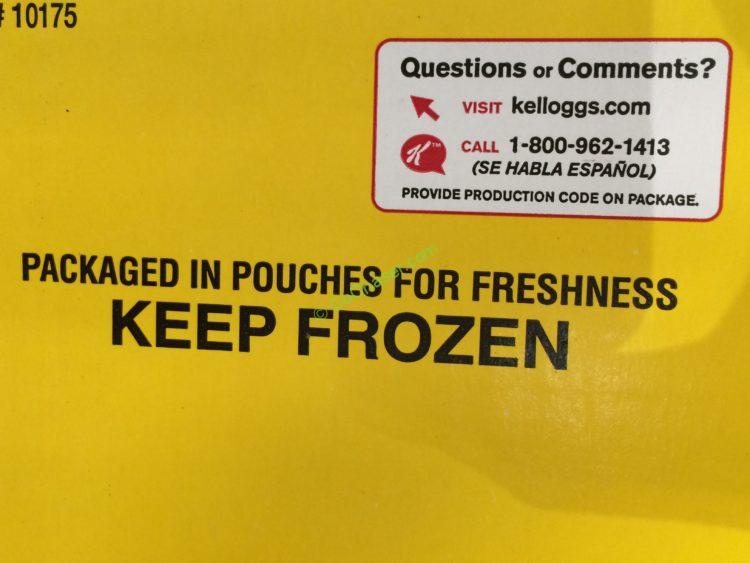 # 10175
Questions or Comments?
VISIT kelloggs.com
K™
CALL 1-800-962-1413
(SE HABLA ESPAÑOL)
PROVIDE PRODUCTION CODE ON PACKAGE.
PACKAGED IN POUCHES FOR FRESHNESS
KEEP FROZEN